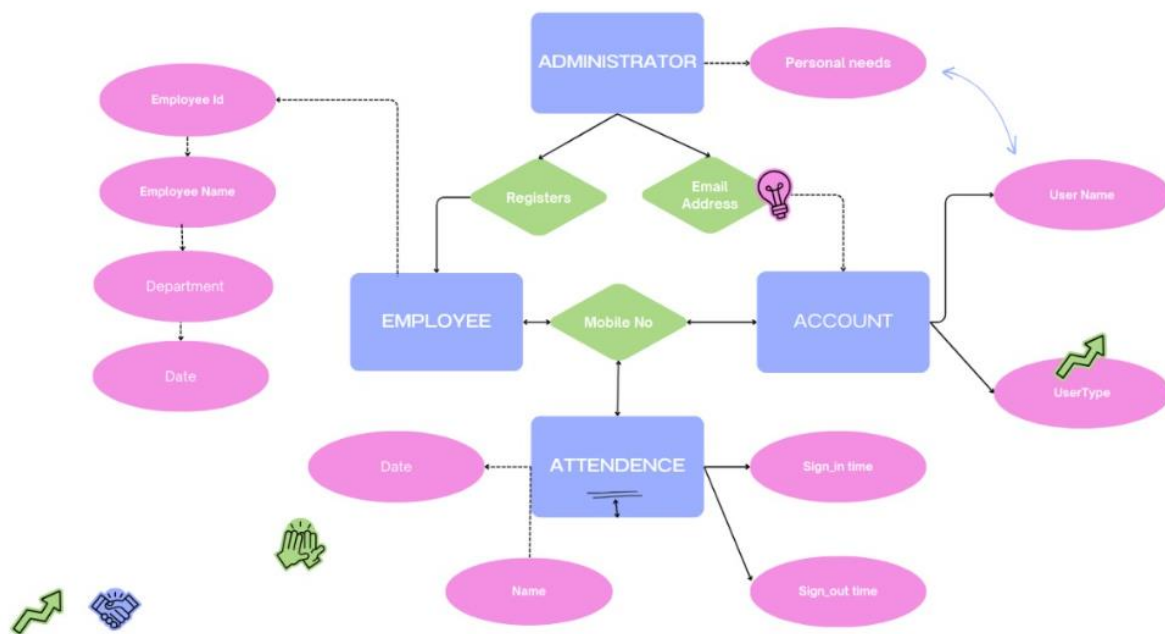 ADMINISTRATOR
Personal needs
Employee Id
Employee Name
Registers
Email
Address
User Name
Department
EMPLOYEE
Mobile No
ACCOUNT
Date
UserType
Date
ATTENDENCE
Sign_in time
Name
Sign_out time